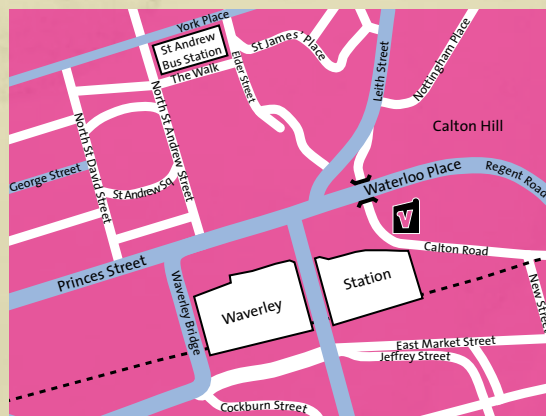 York Place
St Andrew
Bus Station
St James' Place
The Walk
Elder Street
Leith Street
Nottingham Place
Calton Hill
North St David Street
North St Andrew Street
George Street
St Andrew Sq.
Waterloo Place
Regent Road
V
Calton Road
Princes Street
Waverley Bridge
Waverley
Station
New Street
East Market Street
Jeffrey Street
Cockburn Street